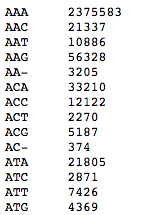 AAA 2375583
AAC 21337
AAT 10886
AAG 56328
AA- 3205
ACA 33210
ACC 12122
ACT 2270
ACG 5187
AC- 374
ATA 21805
ATC 2871
ATT 7426
ATG 4369